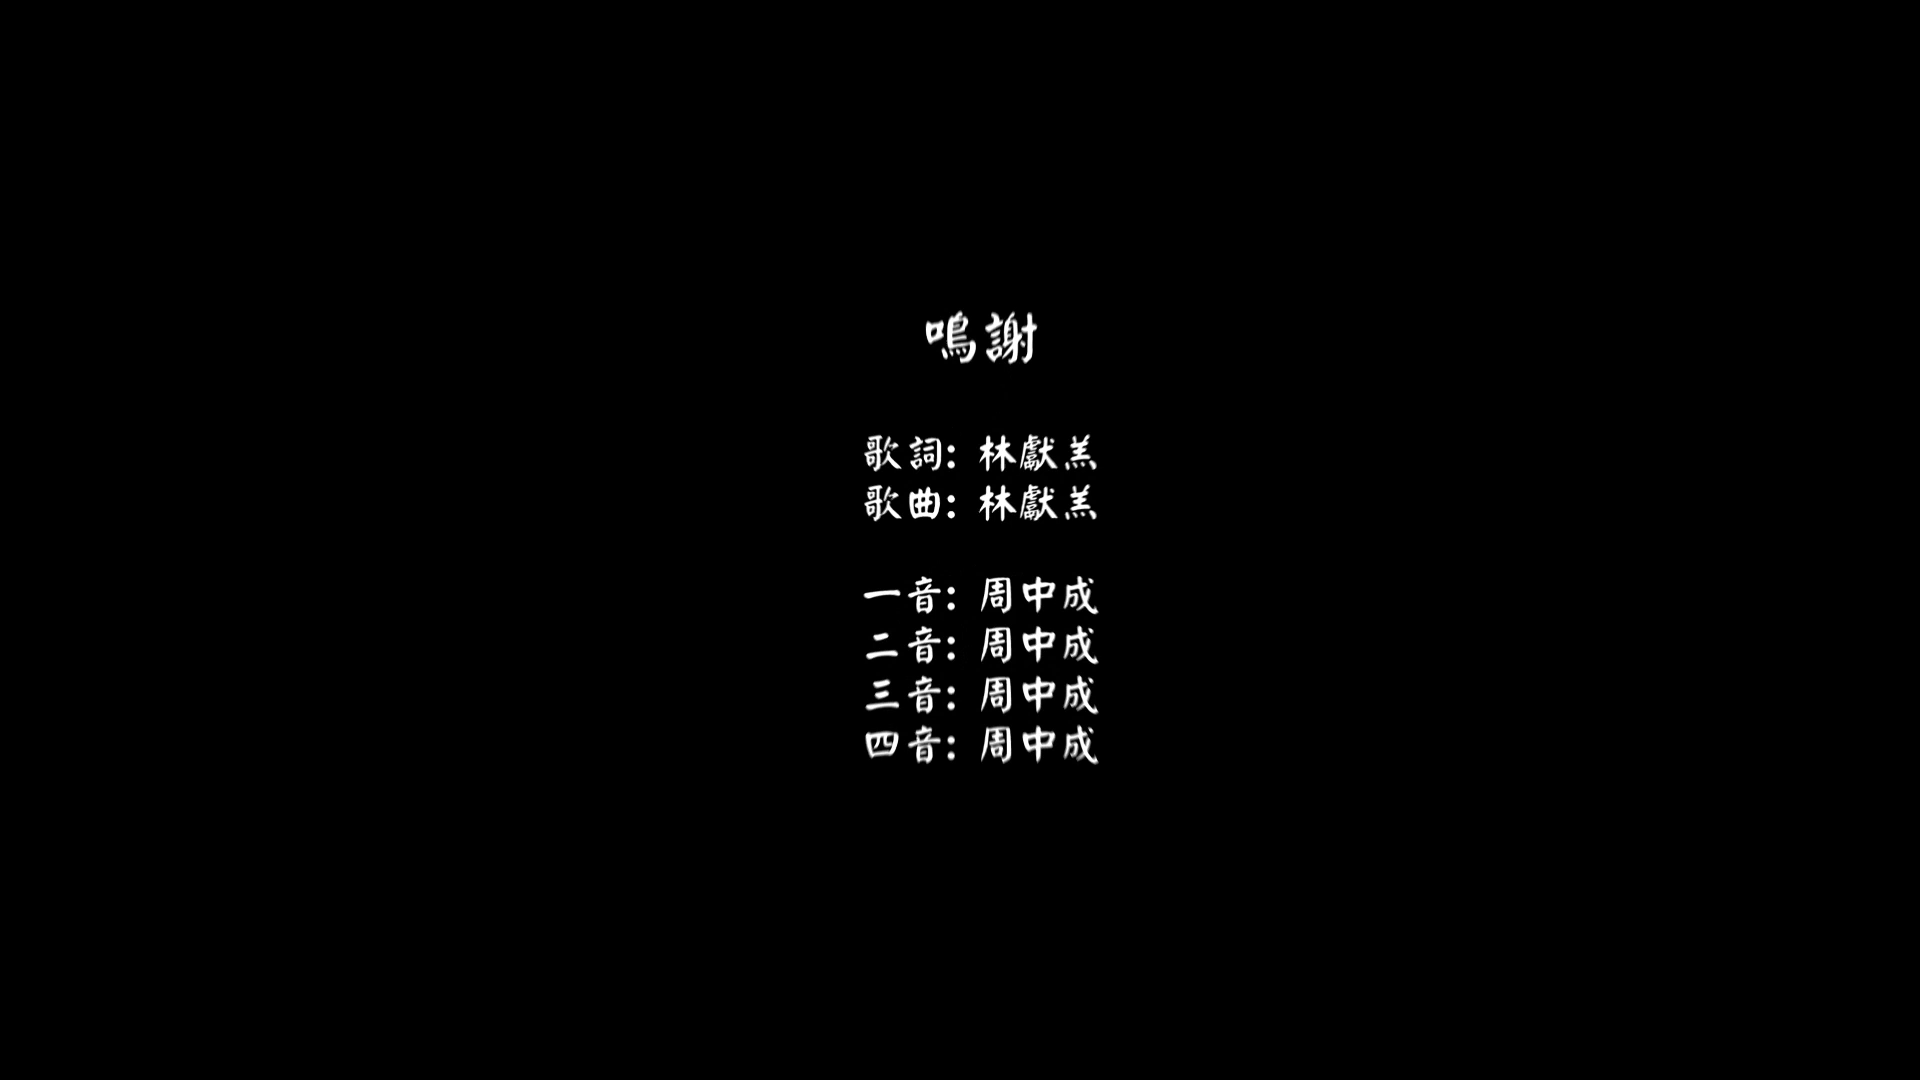 鳴謝
歌詞: 林獻羔
歌曲: 林獻羔
一音: 周中成
二音: 周中成
三音: 周中成
四音: 周中成